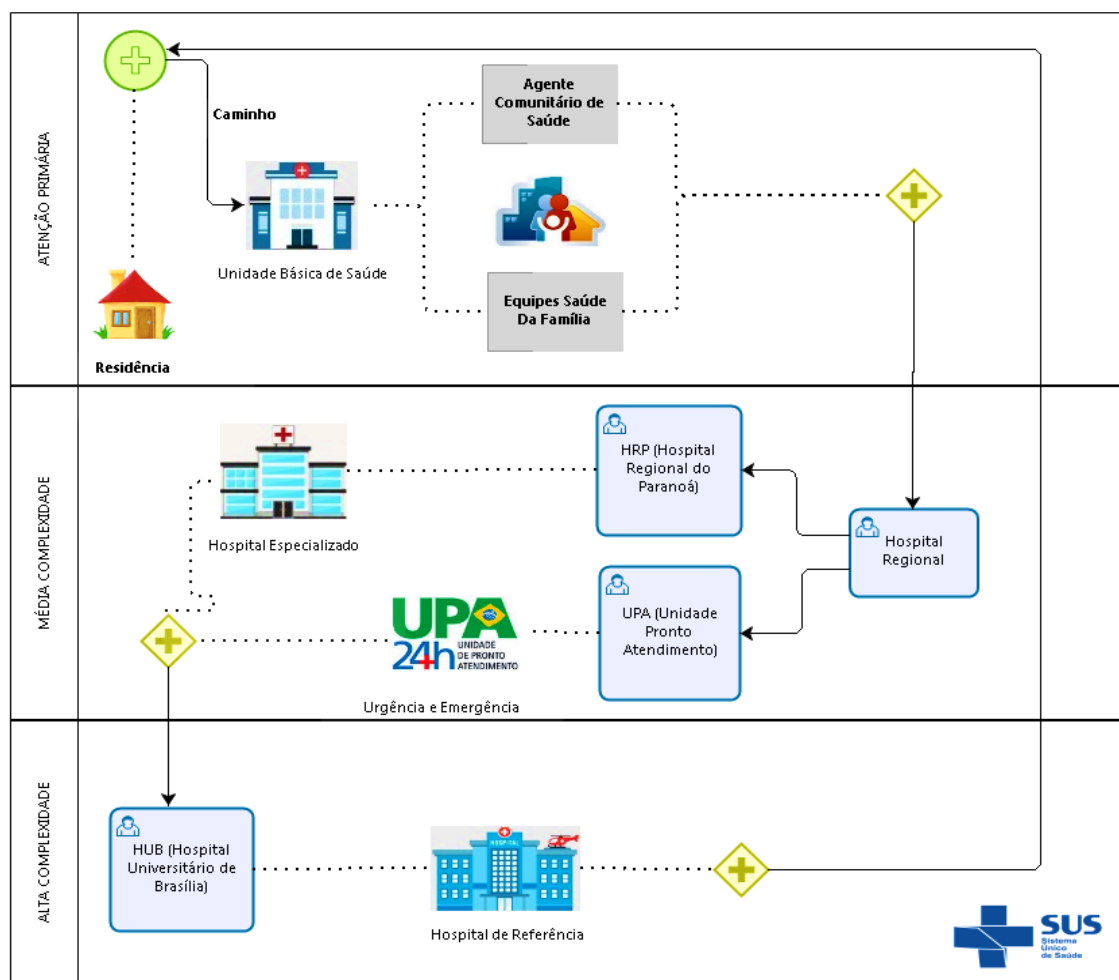 ATENÇÃO PRIMÁRIA
Caminho
Agente
Comunitário de
Saúde
Unidade Básica de Saúde
Equipes Saúde
Da Família
Residência
MÉDIA COMPLEXIDADE
HRP (Hospital
Regional do
Paranoá)
Hospital
Regional
Hospital Especializado
UPA (Unidade
Pronto
Atendimento)
UPA
24h
UNIDADE
DE PRONTO
ATENDIMENTO
Urgência e Emergência
ALTA COMPLEXIDADE
HUB (Hospital
Universitário de
Brasília)
HOSPITAL
Hospital de Referência
SUS
Sistema
Único
de Saúde